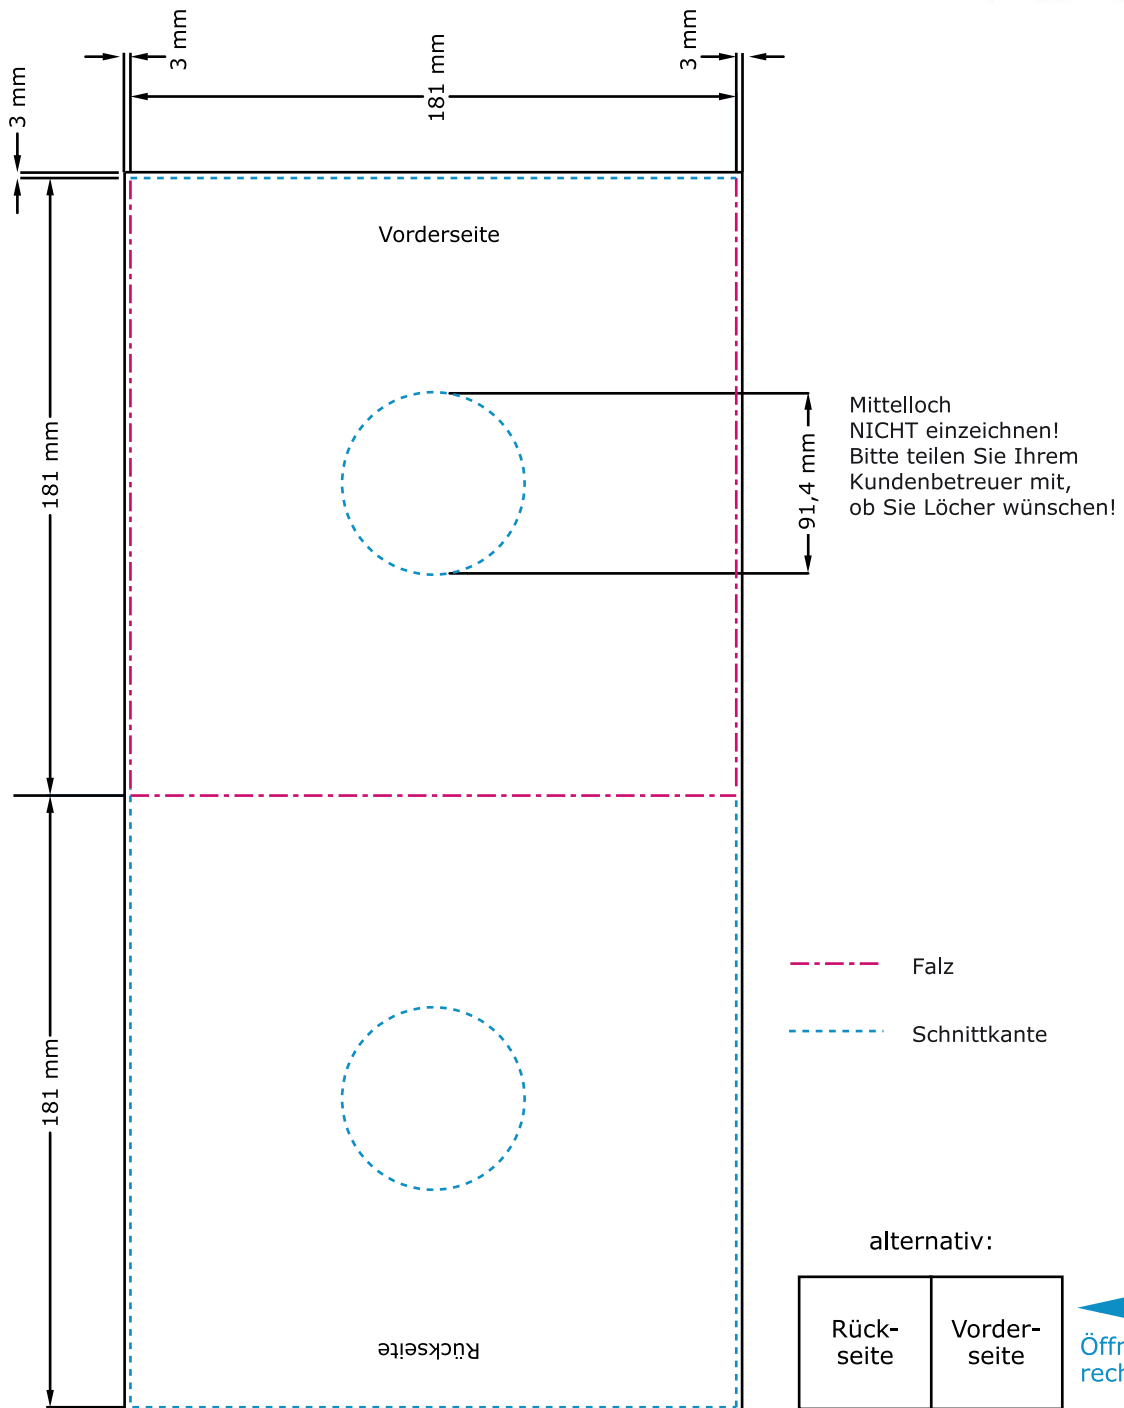 3 mm
3 mm
181 mm
3 mm
Vorderseite
181 mm
91,4 mm
Mittelloch
NICHT einzeichnen!
Bitte teilen Sie Ihrem
Kundenbetreuer mit,
ob Sie Löcher wünschen!
Falz
Schnittkante
181 mm
Rückseite
alternativ:
Rück-
seite
Vorder-
seite